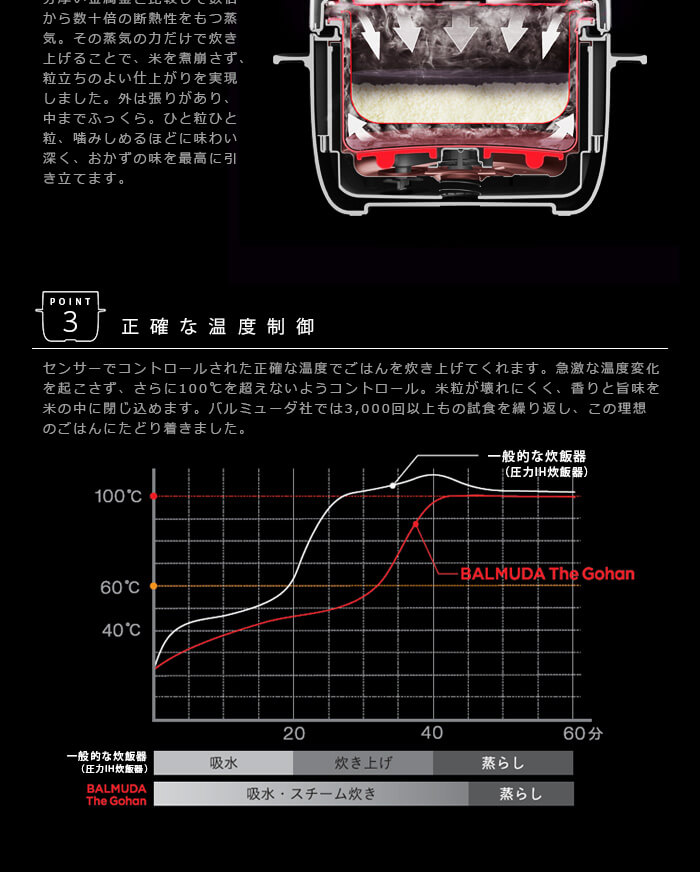 から数十倍の断熱性をもつ蒸
気。その蒸気の力だけで炊き
上げることで、米を煮崩さず、
粒立ちのよい仕上がりを実現
しました。外は張りがあり、
中までふっくら。ひと粒ひと
粒、噛みしめるほどに味わい
深く、おかずの味を最高に引
き立てます。
POINT
3
正確な温度制御
センサーでコントロールされた正確な温度でごはんを炊き上げてくれます。急激な温度変化
を起こさず、さらに100℃を超えないようコントロール。米粒が壊れにくく、香りと旨味を
米の中に閉じ込めます。バルミューダ社では3,000回以上もの試食を繰り返し、この理想
のごはんにたどり着きました。
一般的な炊飯器
（圧力IH炊飯器）
100℃
BALMUDA The Gohan
60℃
40℃
20 40 60分
一般的な炊飯器
（圧力IH炊飯器）
吸水 炊き上げ 蒸らし
BALMUDA
The Gohan
吸水・スチーム炊き 蒸らし